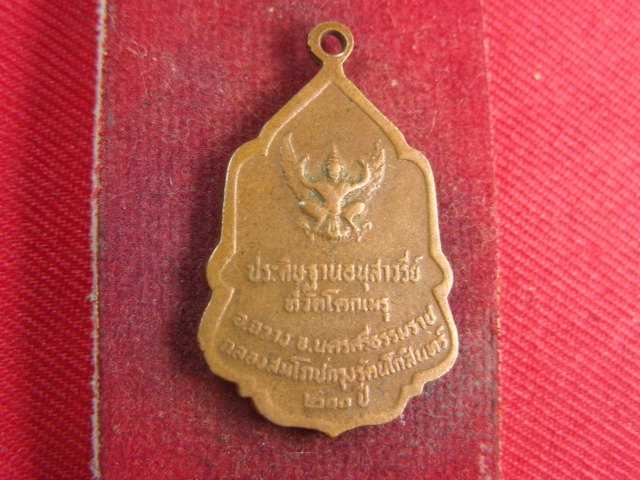 ประดิษฐานอนุสาวรีย์
ที่วัดโคกเมรุ
อ.ฉวาง จ.นครศรีธรรมราช
ฉลองสมโภชกรุงรัตนโกสินทร์
๒๐๐ ปี